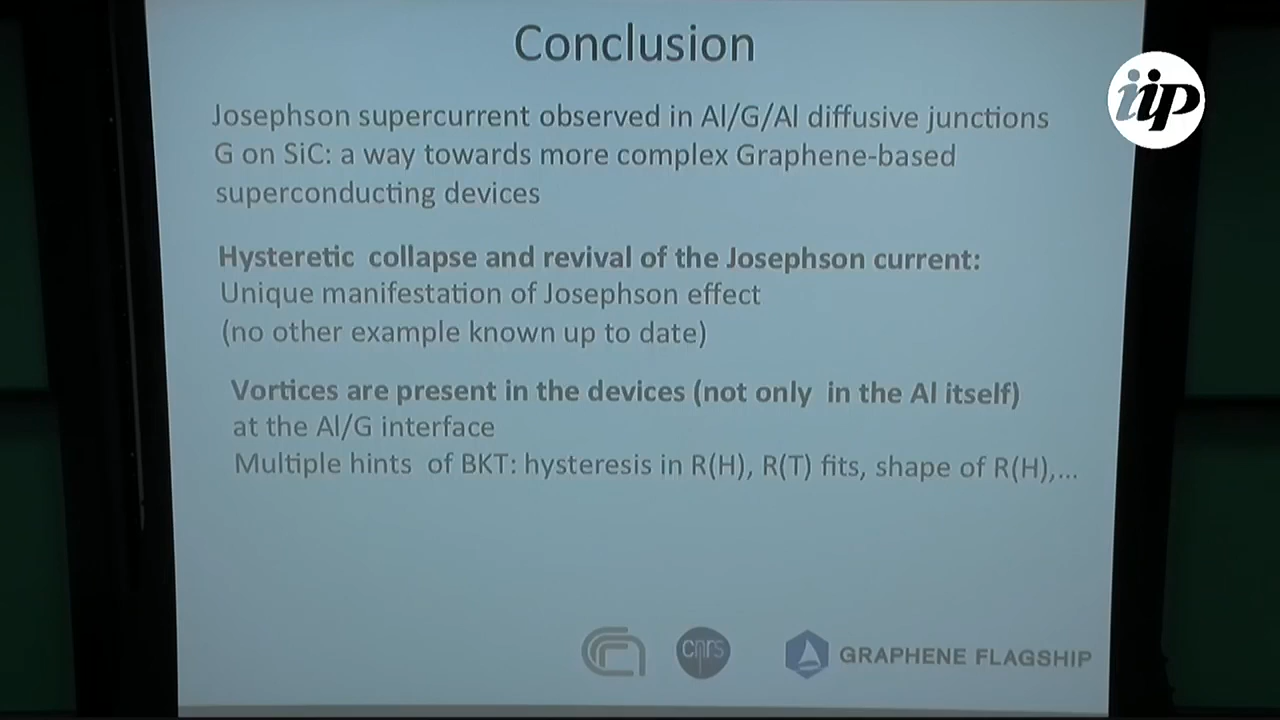 Conclusion
iip
Josephson supercurrent observed in Al/G/Al diffusive junctions
G on SiC: a way towards more complex Graphene-based
superconducting devices
Hysteretic collapse and revival of the Josephson current:
Unique manifestation of Josephson effect
(no other example known up to date)
Vortices are present in the devices (not only in the Al itself)
at the Al/G interface
Multiple hints of BKT: hysteresis in R(H), R(T) fits, shape of R(H),...
cnrs
GRAPHENE FLAGSHIP